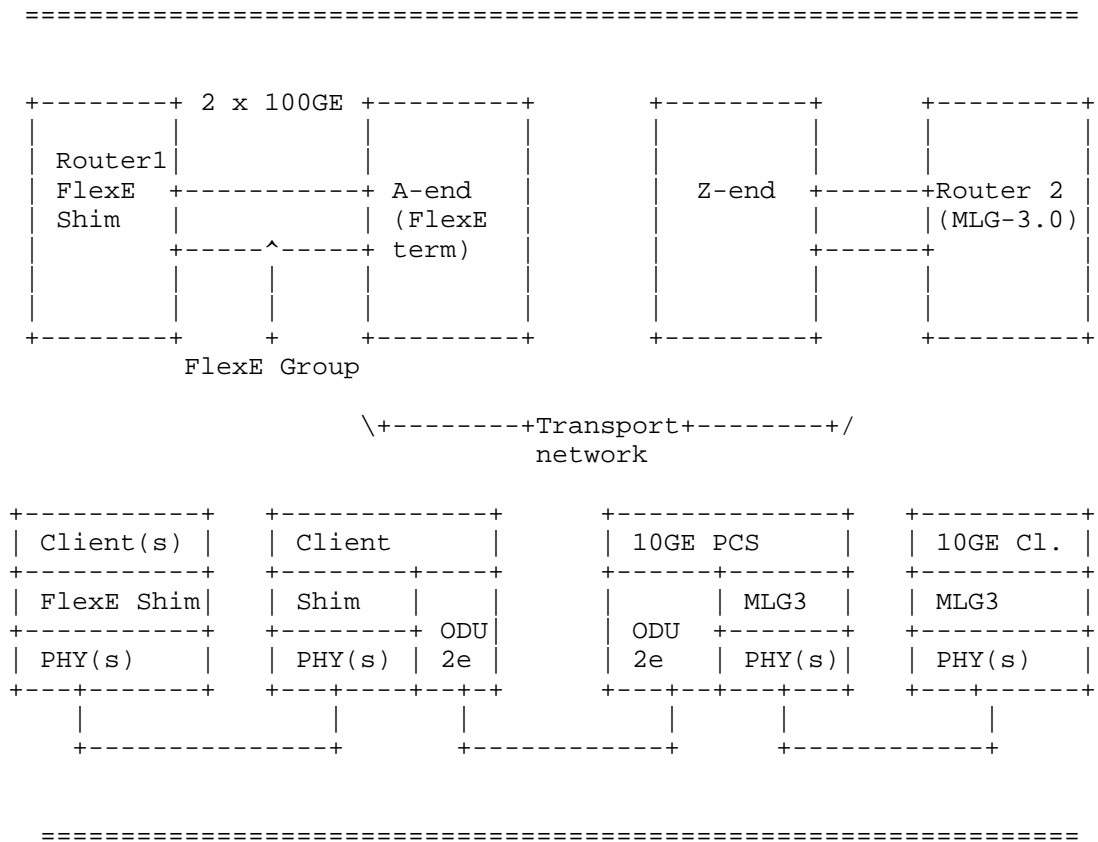 2 x 100GE
Router1
FlexE A-end Z-end Router 2
Shim (FlexE (MLG-3.0)
term)
FlexE Group
Transport
network
Client(s) Client 10GE PCS 10GE Cl.
FlexE Shim Shim MLG3 MLG3
ODU ODU
PHY(s) PHY(s) 2e 2e PHY(s) PHY(s)